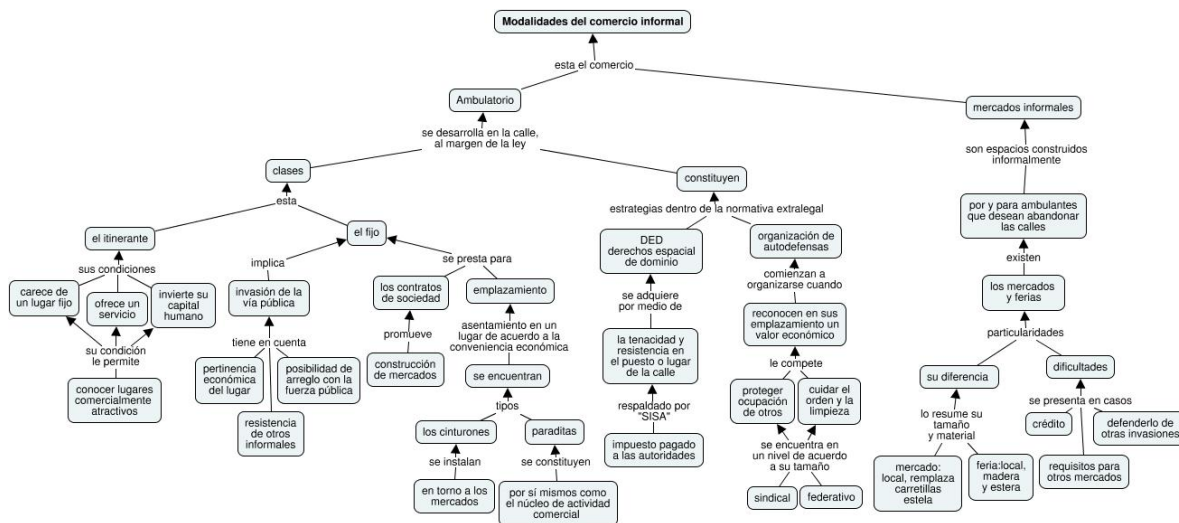 Modalidades del comercio informal
esta el comercio
Ambulatorio
mercados informales
se desarrolla en la calle,
al margen de la ley
son espacios construidos
informalmente
clases
constituyen
esta
estrategias dentro de la normativa extralegal
por y para ambulantes
que desean abandonar
las calles
el itinerante
el fijo
DED
derechos espacial
de dominio
organización de
autodefensas
sus condiciones
implica
se presta para
comienzan a
organizarse cuando
existen
carece de
un lugar fijo
ofrece un
servicio
invierte su
capital
humano
invasión de la
vía pública
los contratos
de sociedad
emplazamiento
se adquiere
por medio de
los mercados
y ferias
su condición
le permite
tiene en cuenta
promueve
asentamiento en un
lugar de acuerdo a la
conveniencia económica
la tenacidad y
resistencia en
el puesto o lugar
de la calle
reconocen en sus
emplazamiento un
valor económico
particularidades
conocer lugares
comercialmente
atractivos
pertinencia
económica
del lugar
posibilidad de
arreglo con la
fuerza pública
construcción
de mercados
se encuentran
le compete
su diferencia
dificultades
resistencia
de otros
informales
tipos
respaldado por
"SISA"
proteger
ocupación
de otros
cuidar el
orden y la
limpieza
lo resume su
tamaño
y material
se presenta en casos
los cinturones
paraditas
impuesto pagado
a las autoridades
se encuentra en
un nivel de acuerdo
a su tamaño
crédito
defenderlo de
otras invasiones
se instalan
se constituyen
mercado:
local, remplaza
carretillas
estela
feria:local,
madera
y estera
requisitos para
otros mercados
en torno a los
mercados
por sí mismos como
el núcleo de actividad
comercial
sindical
federativo